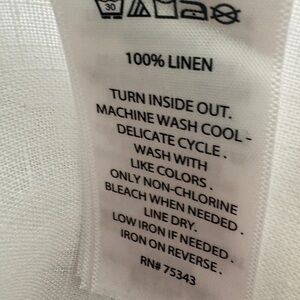 30
100% LINEN
TURN INSIDE OUT.
MACHINE WASH COOL -
DELICATE CYCLE .
WASH WITH
LIKE COLORS .
ONLY NON-CHLORINE
BLEACH WHEN NEEDED .
LINE DRY.
LOW IRON IF NEEDED .
IRON ON REVERSE .
RN# 75343